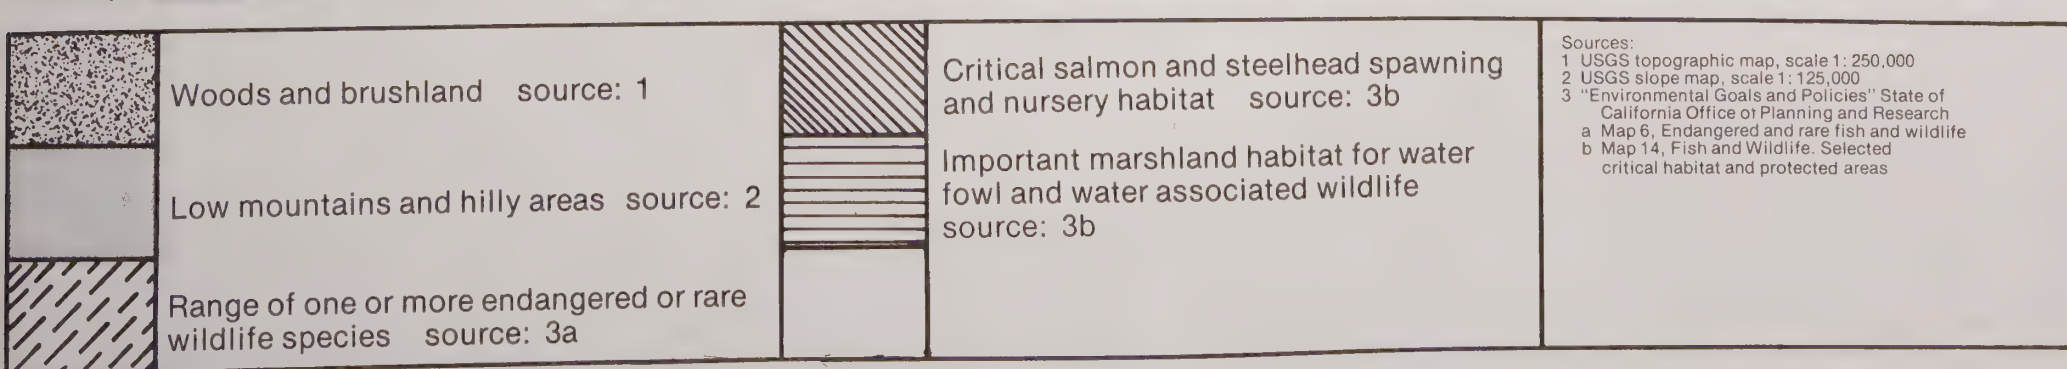 Woods and brushland source: 1
Low mountains and hilly areas source: 2
Range of one or more endangered or rare
wildlife species source: 3a
Critical salmon and steelhead spawning
and nursery habitat source: 3b
Important marshland habitat for water
fowl and water associated wildlife
source: 3b
Sources:
1 USGS topographic map, scale 1: 250,000
2 USGS slope map, scale 1: 125,000
3 "Environmental Goals and Policies" State of
California Office of Planning and Research
a Map 6, Endangered and rare fish and wildlife
b Map 14, Fish and Wildlife. Selected
critical habitat and protected areas